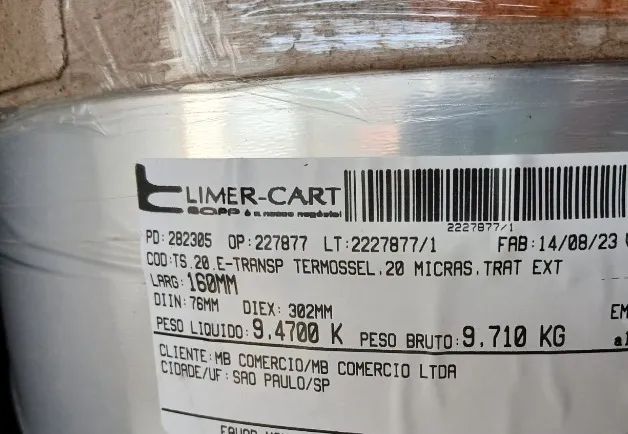 LIMER-CART
BOPP é o nosso negócio!
2227877/1
PD: 282305 OP: 227877 LT: 2227877/1 FAB: 14/08/23
COD: TS.20.E-TRANSP TERMOSSEL.20 MICRAS.TRAT EXT
LARG: 160MM
DIIN: 76MM DIEX: 302MM
PESO LIQUIDO: 9,4700 K PESO BRUTO: 9,710 KG
CLIENTE: MB COMERCIO/MB COMERCIO LTDA
CIDADE/UF: SAO PAULO/SP